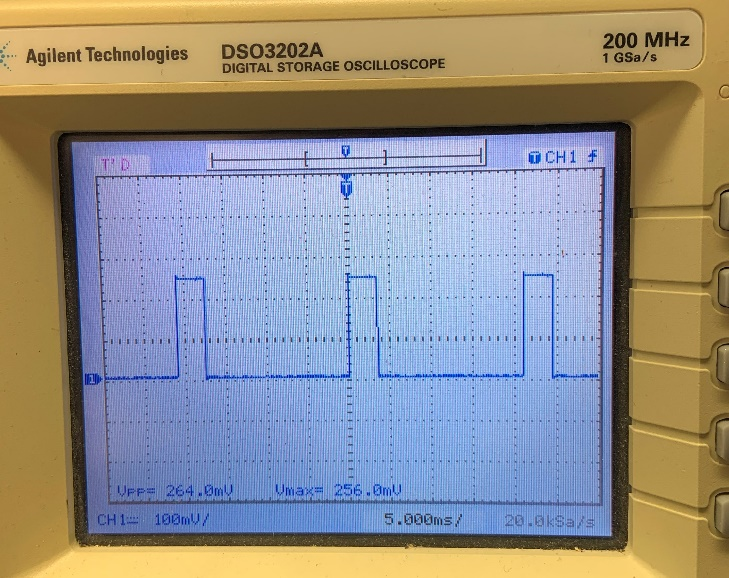 Agilent Technologies DSO3202A 200 MHz
DIGITAL STORAGE OSCILLOSCOPE 1 GSa/s
T'D T T CH1
T
1
Vpp= 264.0mV Vmax= 256.0mV
CH1 100mV/ 5.000ms/ 20.0kSa/s